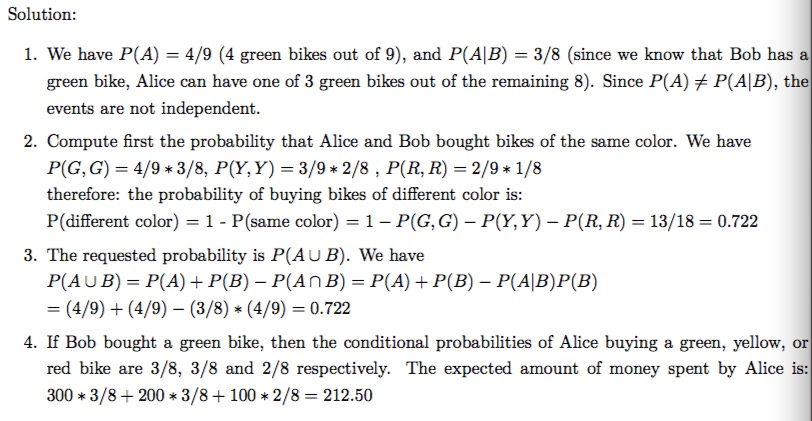 Solution:
1. We have P(A) = 4/9 (4 green bikes out of 9), and P(A|B) = 3/8 (since we know that Bob has a
green bike, Alice can have one of 3 green bikes out of the remaining 8). Since P(A) ≠ P(A|B), the
events are not independent.
2. Compute first the probability that Alice and Bob bought bikes of the same color. We have
P(G, G) = 4/9 ∗ 3/8, P(Y, Y) = 3/9 ∗ 2/8 , P(R, R) = 2/9 ∗ 1/8
therefore: the probability of buying bikes of different color is:
P(different color) = 1 - P(same color) = 1 − P(G, G) − P(Y, Y) − P(R, R) = 13/18 = 0.722
3. The requested probability is P(A ∪ B). We have
P(A ∪ B) = P(A) + P(B) − P(A ∩ B) = P(A) + P(B) − P(A|B)P(B)
= (4/9) + (4/9) − (3/8) ∗ (4/9) = 0.722
4. If Bob bought a green bike, then the conditional probabilities of Alice buying a green, yellow, or
red bike are 3/8, 3/8 and 2/8 respectively. The expected amount of money spent by Alice is:
300 ∗ 3/8 + 200 ∗ 3/8 + 100 ∗ 2/8 = 212.50